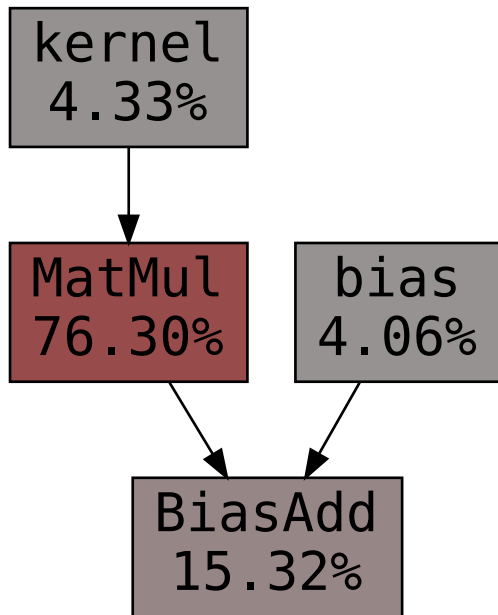 kernel
4.33%
MatMul
76.30%
bias
4.06%
BiasAdd
15.32%